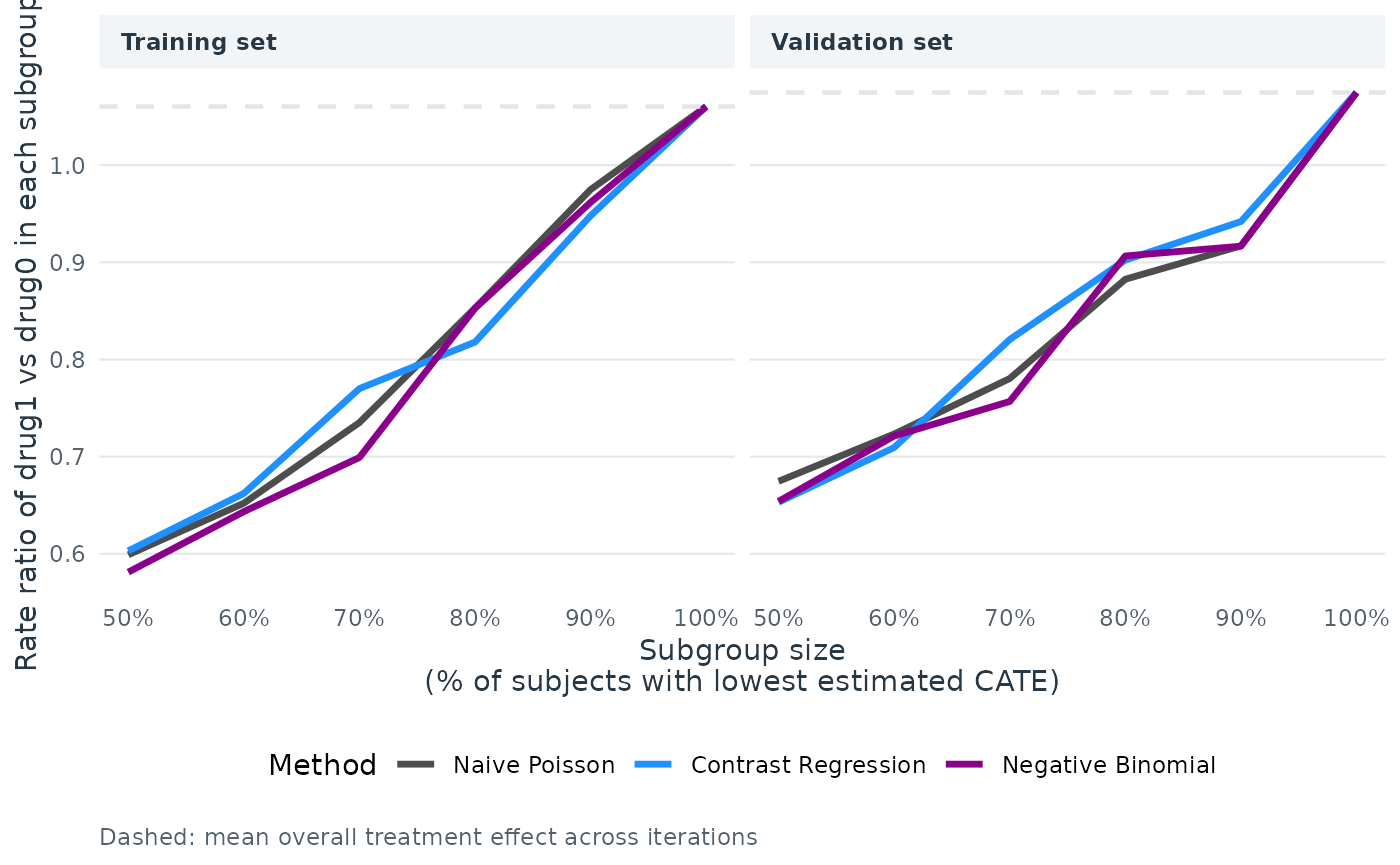 Training set
Validation set
Rate ratio of drug1 vs drug0 in each subgroup
1.0
0.9
0.8
0.7
0.6
50% 60% 70% 80% 90% 100% 50% 60% 70% 80% 90% 100%
Subgroup size
(% of subjects with lowest estimated CATE)
Method Naive Poisson Contrast Regression Negative Binomial
Dashed: mean overall treatment effect across iterations